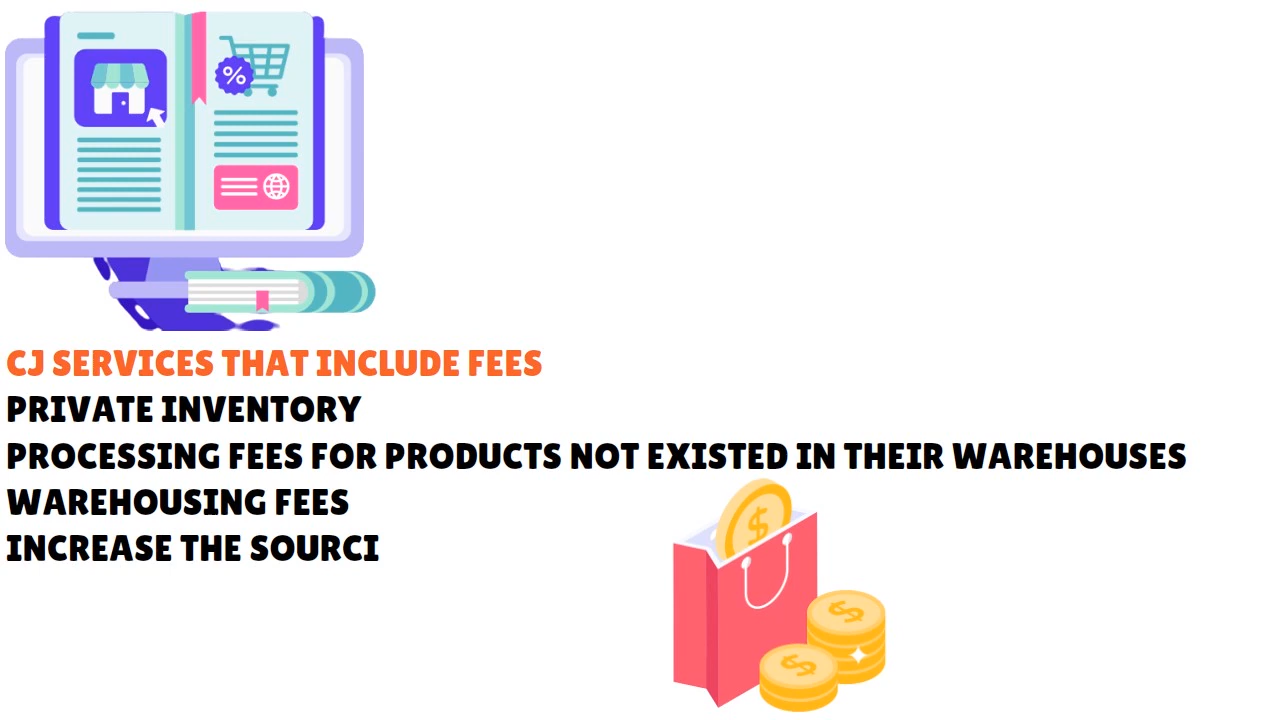 CJ SERVICES THAT INCLUDE FEES
PRIVATE INVENTORY
PROCESSING FEES FOR PRODUCTS NOT EXISTED IN THEIR WAREHOUSES
WAREHOUSING FEES
INCREASE THE SOURCI